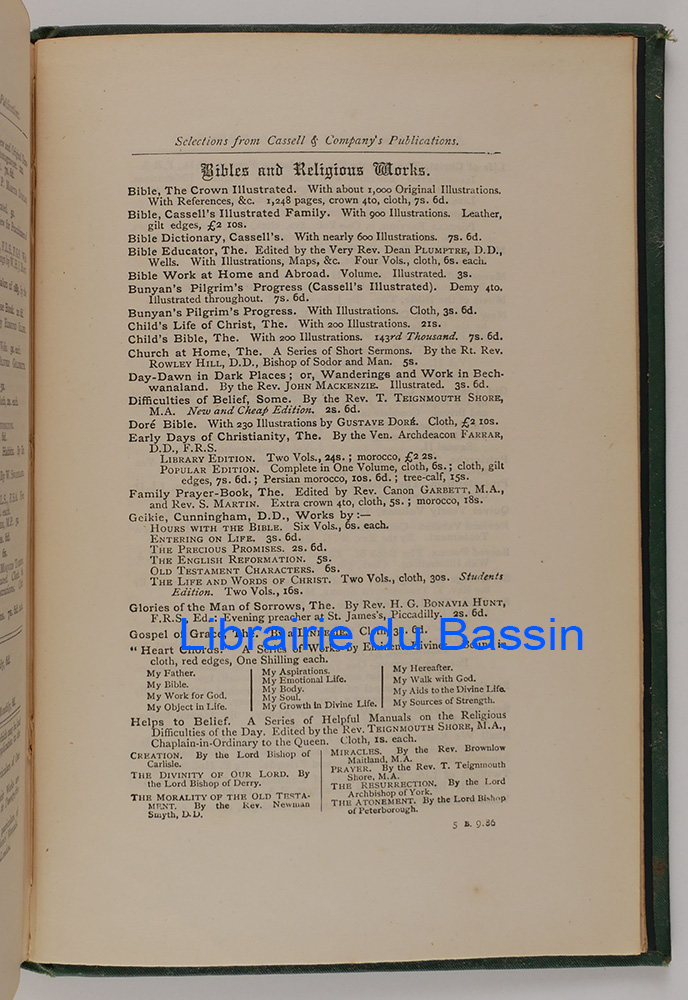 Selections from Cassell & Company's Publications.
Bibles and Religious Works.
Bible, The Crown Illustrated. With about 1,000 Original Illustrations.
With References, &c. 1,248 pages, crown 4to, cloth, 7s. 6d.
Bible, Cassell's Illustrated Family. With 900 Illustrations. Leather,
gilt edges, £2 10s.
Bible Dictionary, Cassell's. With nearly 600 Illustrations. 7s. 6d.
Bible Educator, The. Edited by the Very Rev. Dean PLUMPTRE, D.D.,
Wells. With Illustrations, Maps, &c. Four Vols., cloth, 6s. each.
Bible Work at Home and Abroad. Volume. Illustrated. 3s.
Bunyan's Pilgrim's Progress (Cassell's Illustrated). Demy 4to.
Illustrated throughout. 7s. 6d.
Bunyan's Pilgrim's Progress. With Illustrations. Cloth, 3s. 6d.
Child's Life of Christ, The. With 200 Illustrations. 21s.
Child's Bible, The. With 200 Illustrations. 143rd Thousand. 7s. 6d.
Church at Home, The. A Series of Short Sermons. By the Rt. Rev.
ROWLEY HILL, D.D., Bishop of Sodor and Man. 5s.
Day-Dawn in Dark Places; or, Wanderings and Work in Bech-
wanaland. By the Rev. JOHN MACKENZIE. Illustrated. 3s. 6d.
Difficulties of Belief, Some. By the Rev. T. TEIGNMOUTH SHORE,
M.A. New and Cheap Edition. 2s. 6d.
Doré Bible. With 230 Illustrations by GUSTAVE DORÉ. Cloth, £2 10s.
Early Days of Christianity, The. By the Ven. Archdeacon FARRAR,
D.D., F.R.S.
LIBRARY EDITION. Two Vols., 24s.; morocco, £2 2s.
POPULAR EDITION. Complete in One Volume, cloth, 6s.; cloth, gilt
edges, 7s. 6d.; Persian morocco, 10s. 6d.; tree-calf, 15s.
Family Prayer-Book, The. Edited by Rev. Canon GARBETT, M.A.,
and Rev. S. MARTIN. Extra crown 4to, cloth, 5s.; morocco, 18s.
Geikie, Cunningham, D.D., Works by:—
HOURS WITH THE BIBLE. Six Vols., 6s. each.
ENTERING ON LIFE. 3s. 6d.
THE PRECIOUS PROMISES. 2s. 6d.
THE ENGLISH REFORMATION. 5s.
OLD TESTAMENT CHARACTERS. 6s.
THE LIFE AND WORDS OF CHRIST. Two Vols., cloth, 30s. Students
Edition. Two Vols., 16s.
Glories of the Man of Sorrows, The. By Rev. H. G. BONAVIA HUNT,
F.R.S. Ed., Evening preacher at St. James's, Piccadilly. 2s. 6d.
Gospel of Grace, The. By a Cloth, 3s. 6d.
Librairie du Bassin
"Heart Chords." A Series of Works by Eminent Divines. Bound in
cloth, red edges, One Shilling each.
My Father.
My Bible.
My Work for God.
My Object in Life.
My Aspirations.
My Emotional Life.
My Body.
My Soul.
My Growth in Divine Life.
My Hereafter.
My Walk with God.
My Aids to the Divine Life.
My Sources of Strength.
Helps to Belief. A Series of Helpful Manuals on the Religious
Difficulties of the Day. Edited by the Rev. TEIGNMOUTH SHORE, M.A.,
Chaplain-in-Ordinary to the Queen. Cloth, 1s. each.
CREATION. By the Lord Bishop of
Carlisle.
THE DIVINITY OF OUR LORD. By
the Lord Bishop of Derry.
THE MORALITY OF THE OLD TESTA-
MENT. By the Rev. Newman
Smyth, D.D.
MIRACLES. By the Rev. Brownlow
Maitland, M.A.
PRAYER. By the Rev. T. Teignmouth
Shore, M.A.
THE RESURRECTION. By the Lord
Archbishop of York.
THE ATONEMENT. By the Lord Bishop
of Peterborough.
5 B. 9.86